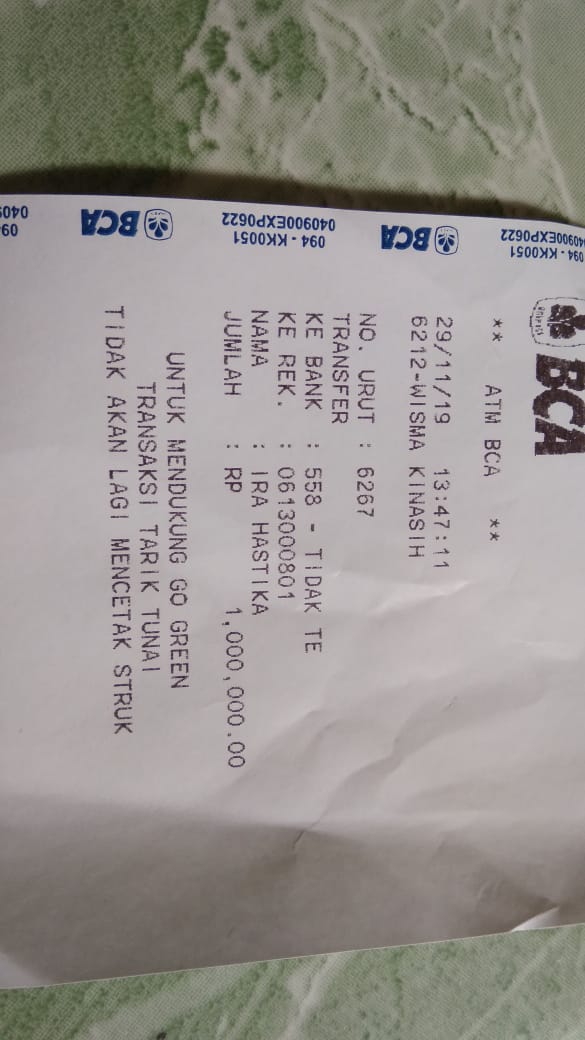 BCA
** ATM BCA **
29/11/19 13:47:11
6212-WISMA KINASIH
NO. URUT : 6267
TRANSFER
KE BANK : 558 - TIDAK TE
KE REK. : 0613000801
NAMA : IRA HASTIKA
JUMLAH : RP 1,000,000.00
UNTUK MENDUKUNG GO GREEN
TRANSAKSI TARIK TUNAI
TIDAK AKAN LAGI MENCETAK STRUK
094 - KK0051
040900EXP0622
BCA
094 - KK0051
040900EXP0622
BCA
094
0409